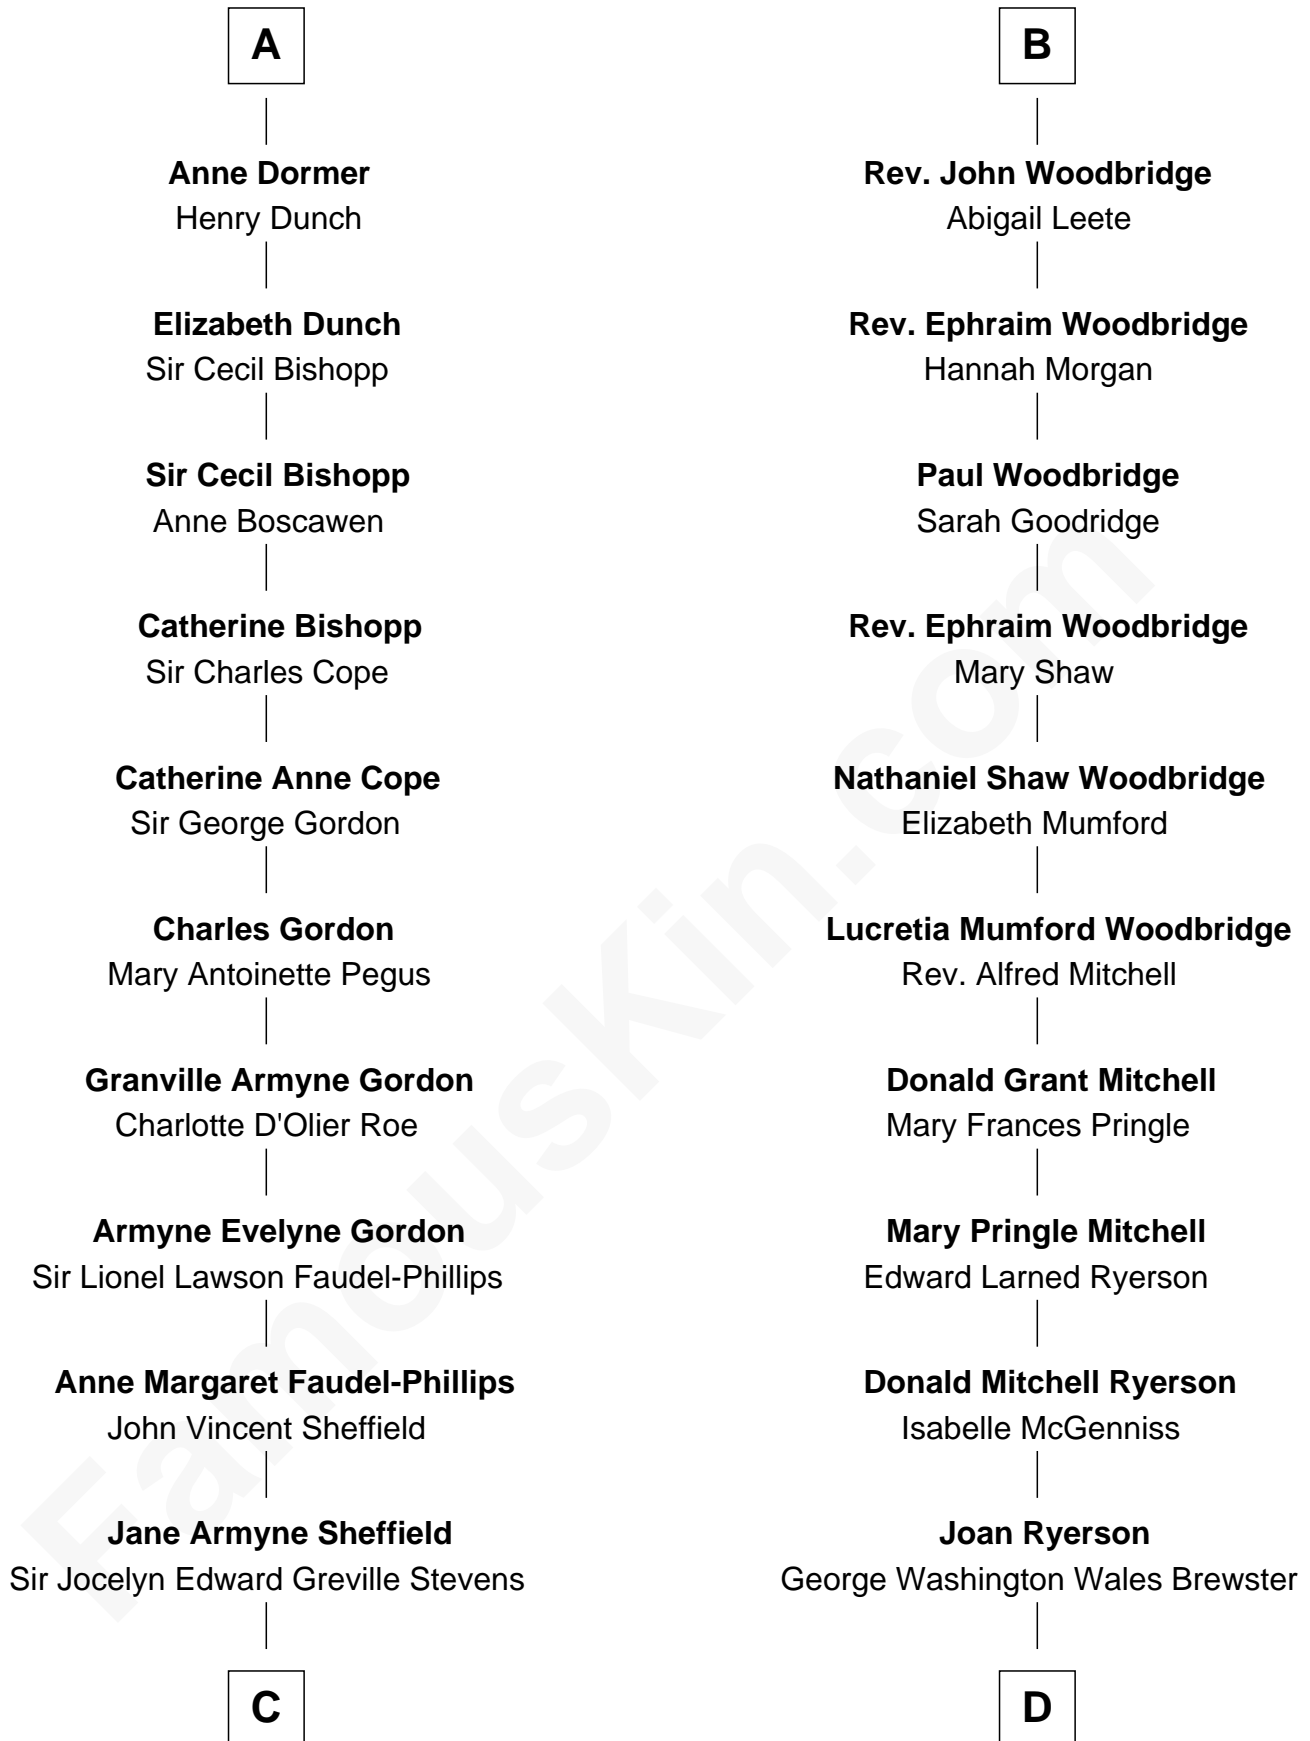 A
Anne Dormer
Henry Dunch
Elizabeth Dunch
Sir Cecil Bishopp
Sir Cecil Bishopp
Anne Boscawen
Catherine Bishopp
Sir Charles Cope
Catherine Anne Cope
Sir George Gordon
Charles Gordon
Mary Antoinette Pegus
Granville Armyne Gordon
Charlotte D'Olier Roe
Armyne Evelyne Gordon
Sir Lionel Lawson Faudel-Phillips
Anne Margaret Faudel-Phillips
John Vincent Sheffield
Jane Armyne Sheffield
Sir Jocelyn Edward Greville Stevens
C
B
Rev. John Woodbridge
Abigail Leete
Rev. Ephraim Woodbridge
Hannah Morgan
Paul Woodbridge
Sarah Goodridge
Rev. Ephraim Woodbridge
Mary Shaw
Nathaniel Shaw Woodbridge
Elizabeth Mumford
Lucretia Mumford Woodbridge
Rev. Alfred Mitchell
Donald Grant Mitchell
Mary Frances Pringle
Mary Pringle Mitchell
Edward Larned Ryerson
Donald Mitchell Ryerson
Isabelle McGenniss
Joan Ryerson
George Washington Wales Brewster
D
FamousKin.com